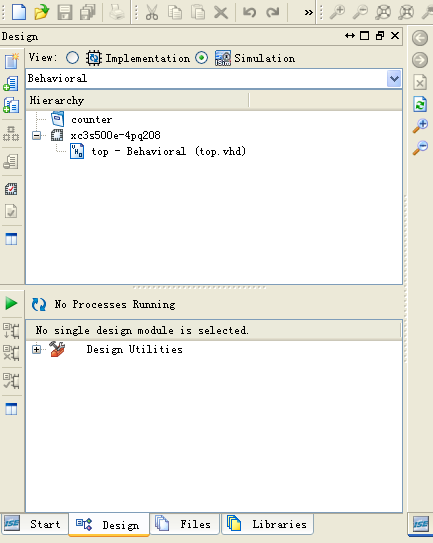 Design
View: Implementation Simulation
Behavioral
Hierarchy
counter
xc3s500e-4pq208
top - Behavioral (top.vhd)
No Processes Running
No single design module is selected.
Design Utilities
Start Design Files Libraries